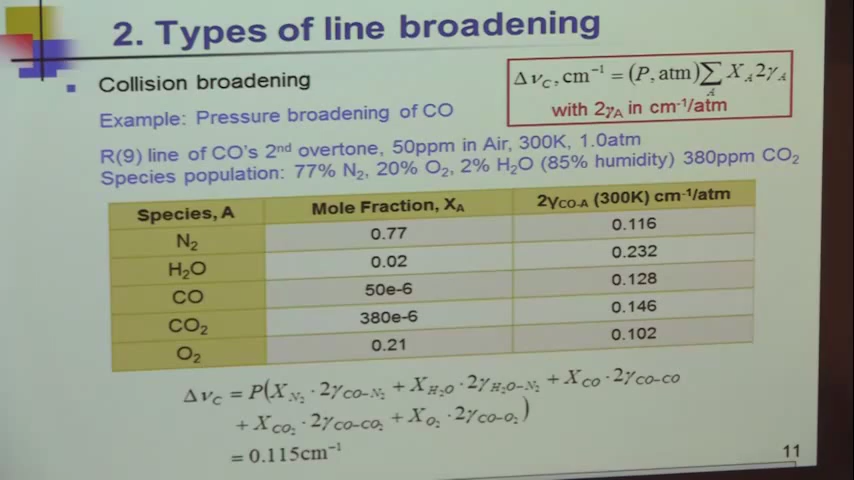 2. Types of line broadening
Collision broadening
Δν_C, cm⁻¹ = (P, atm)∑_A X_A 2γ_A
with 2γ_A in cm⁻¹/atm
Example: Pressure broadening of CO
R(9) line of CO's 2ⁿᵈ overtone, 50ppm in Air, 300K, 1.0atm
Species population: 77% N₂, 20% O₂, 2% H₂O (85% humidity) 380ppm CO₂
Species, A Mole Fraction, X_A 2γ_CO-A (300K) cm⁻¹/atm
N₂ 0.77 0.116
H₂O 0.02 0.232
CO 50e-6 0.128
CO₂ 380e-6 0.146
O₂ 0.21 0.102
Δν_C = P(X_N₂ · 2γ_CO-N₂ + X_H₂O · 2γ_H₂O-N₂ + X_CO · 2γ_CO-CO
+ X_CO₂ · 2γ_CO-CO₂ + X_O₂ · 2γ_CO-O₂)
= 0.115cm⁻¹
11